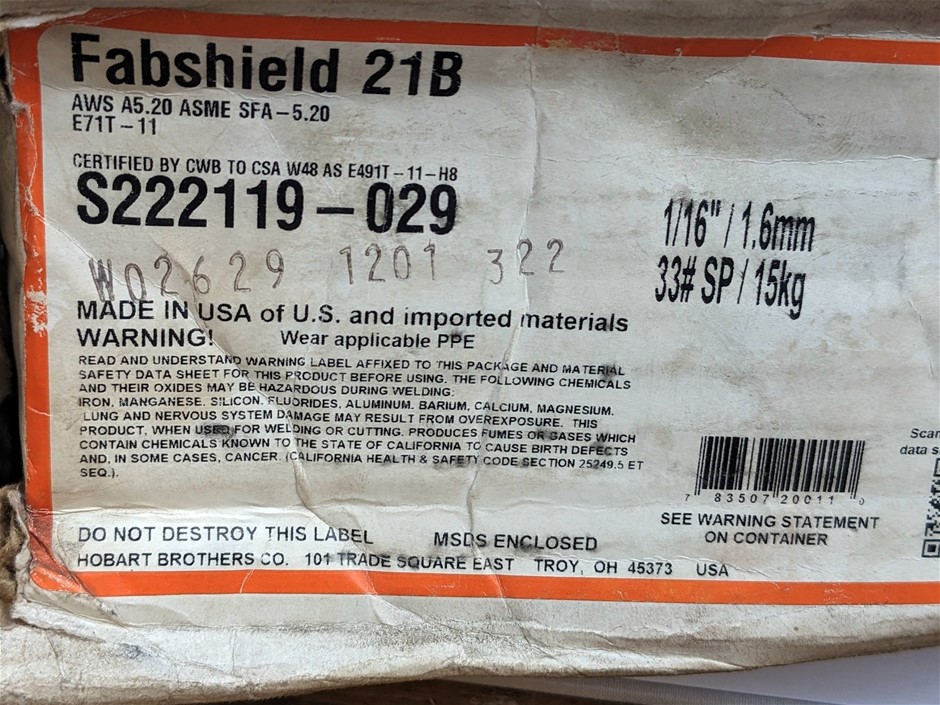 Fabshield 21B
AWS A5.20 ASME SFA-5.20
E71T-11
CERTIFIED BY CWB TO CSA W48 AS E491T-11-H8
S222119-029
1/16" / 1.6mm
W02629 1201 322
33# SP / 15kg
MADE IN USA of U.S. and imported materials
WARNING! Wear applicable PPE
READ AND UNDERSTAND WARNING LABEL AFFIXED TO THIS PACKAGE AND MATERIAL
SAFETY DATA SHEET FOR THIS PRODUCT BEFORE USING. THE FOLLOWING CHEMICALS
AND THEIR OXIDES MAY BE HAZARDOUS DURING WELDING:
IRON, MANGANESE. SILICON. FLUORIDES, ALUMINUM. BARIUM, CALCIUM, MAGNESIUM.
LUNG AND NERVOUS SYSTEM DAMAGE MAY RESULT FROM OVEREXPOSURE. THIS
PRODUCT, WHEN USED FOR WELDING OR CUTTING. PRODUCES FUMES OR GASES WHICH
CONTAIN CHEMICALS KNOWN TO THE STATE OF CALIFORNIA TO CAUSE BIRTH DEFECTS
AND, IN SOME CASES, CANCER. (CALIFORNIA HEALTH & SAFETY CODE SECTION 25249.5 ET
SEQ.).
Scan
data s
7 83507 20011 0
SEE WARNING STATEMENT
ON CONTAINER
DO NOT DESTROY THIS LABEL MSDS ENCLOSED
HOBART BROTHERS CO. 101 TRADE SQUARE EAST TROY, OH 45373 USA